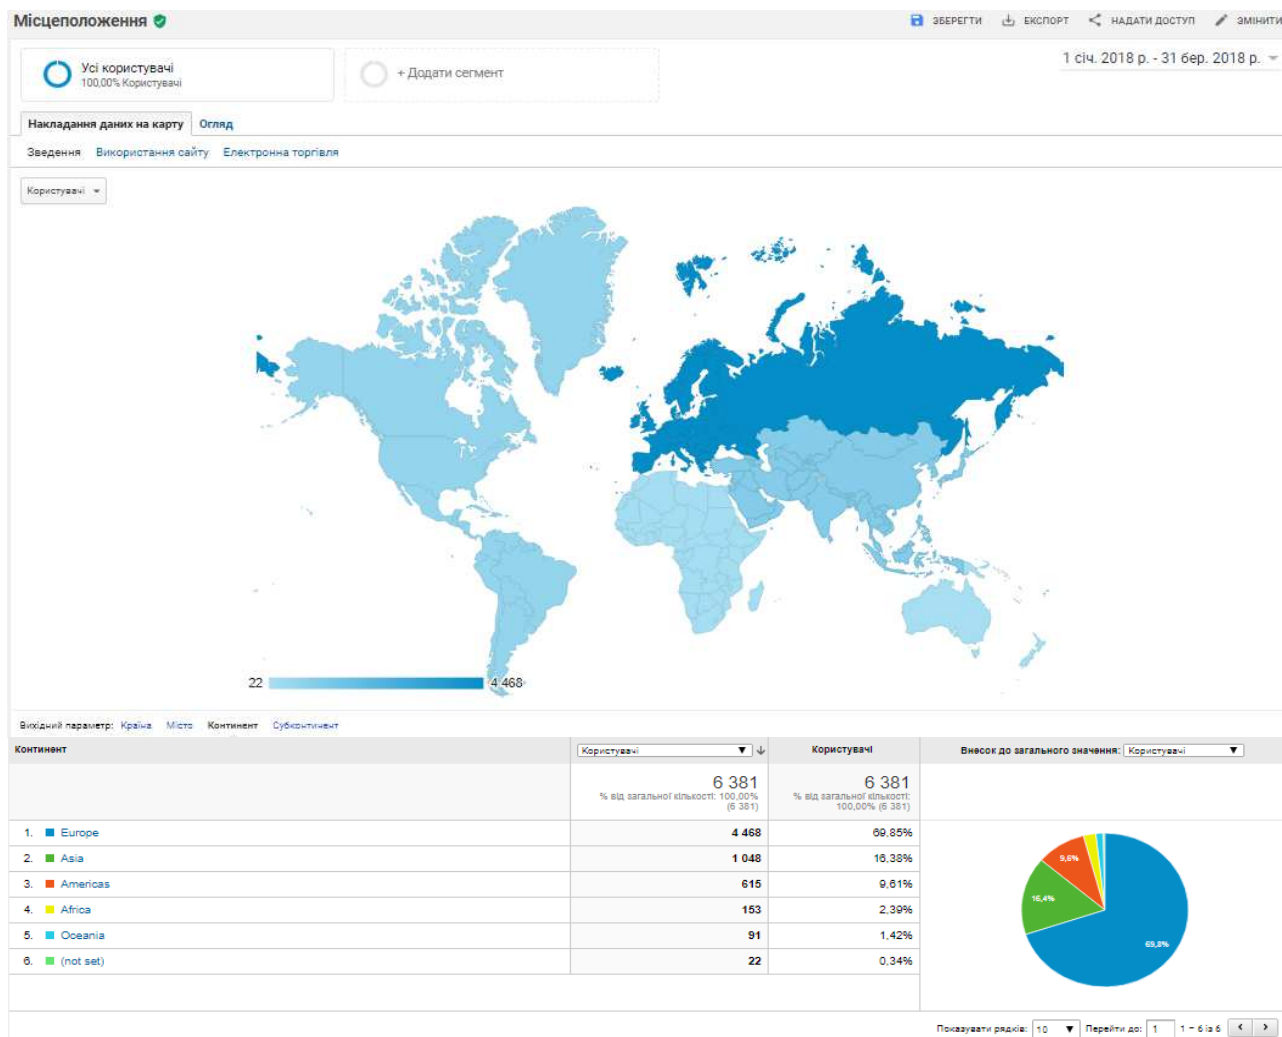 Місцеположення
ЗБЕРЕГТИ ЕКСПОРТ НАДАТИ ДОСТУП ЗМІНИТИ
Усі користувачі
100,00% Користувачі
+ Додати сегмент
1 січ. 2018 р. - 31 бер. 2018 р.
Накладання даних на карту Огляд
Зведення Використання сайту Електронна торгівля
Користувачі
22 4 468
Вихідний параметр: Країна Місто Континент Субконтинент
Континент Користувачі Користувачі Внесок до загального значення: Користувачі
6 381 6 381
% від загальної кількості: 100,00% % від загальної кількості:
(6 381) 100,00% (6 381)
1. Europe 4 468 69,85%
2. Asia 1 048 16,38%
3. Americas 615 9,61%
4. Africa 153 2,39%
5. Oceania 91 1,42%
6. (not set) 22 0,34%
9,6%
16,4%
69,8%
Показувати рядків: 10 Перейти до: 1 1 – 6 із 6